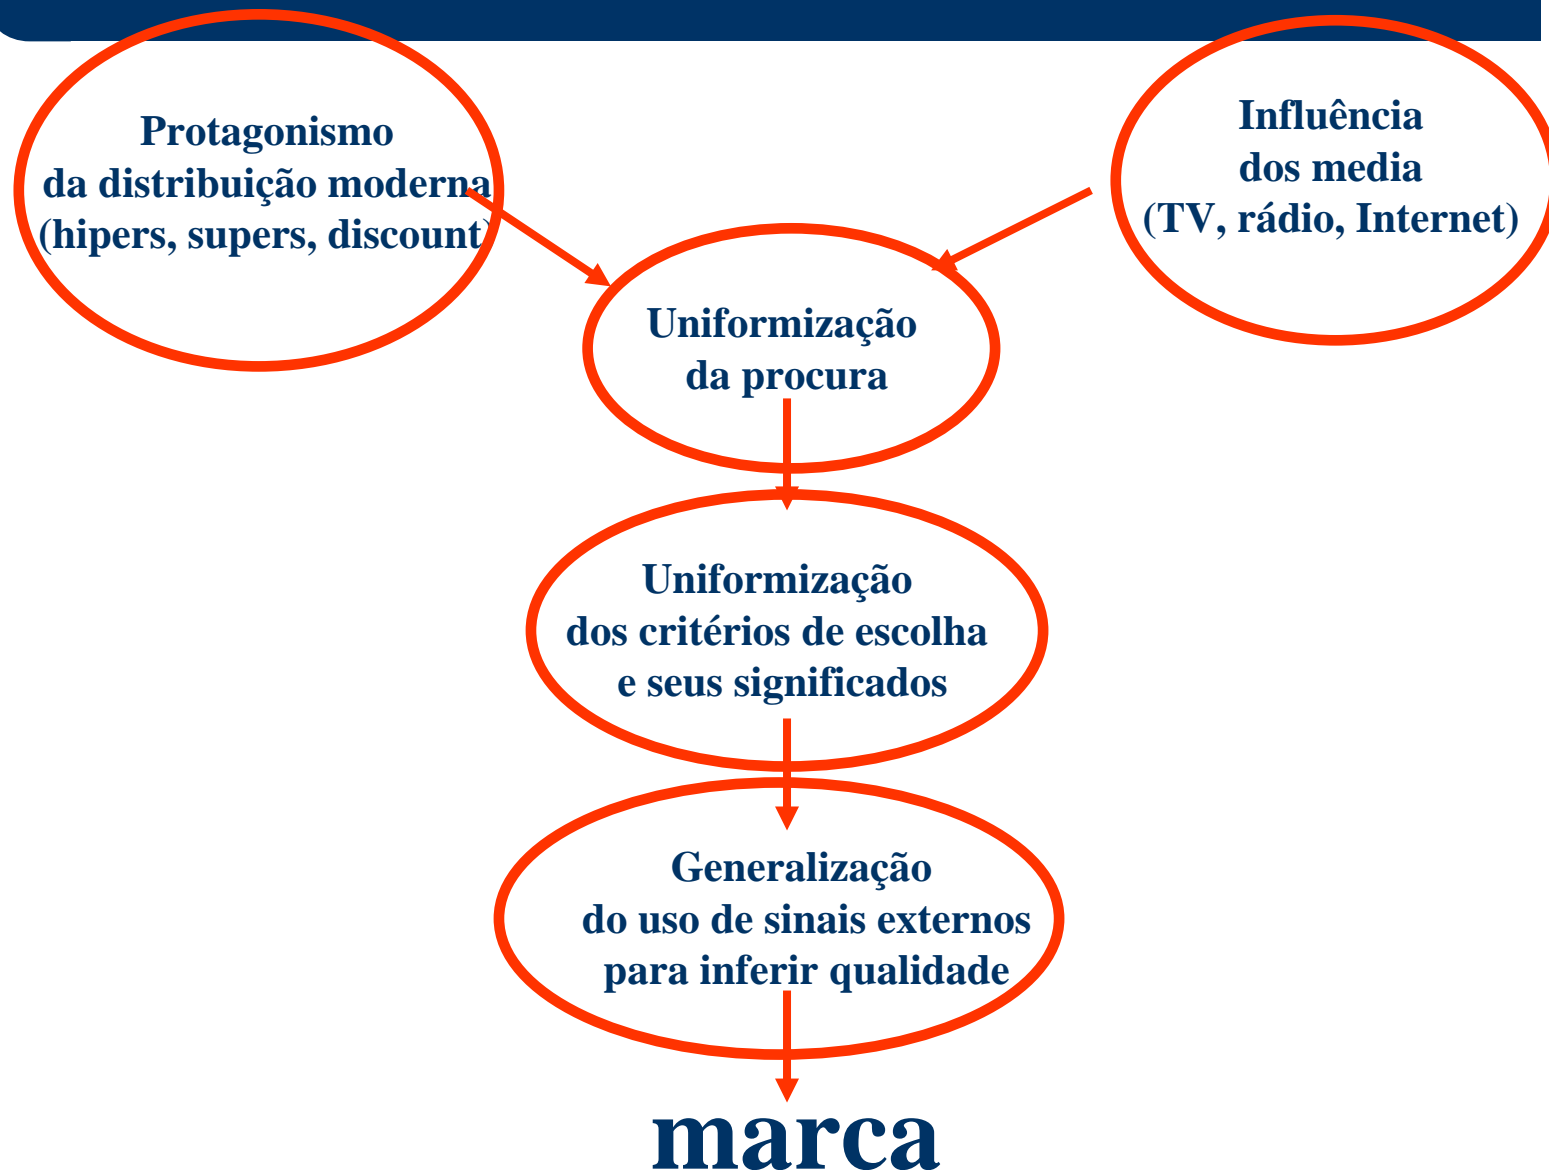 Protagonismo
da distribuição moderna
(hipers, supers, discount)
Influência
dos media
(TV, rádio, Internet)
Uniformização
da procura
Uniformização
dos critérios de escolha
e seus significados
Generalização
do uso de sinais externos
para inferir qualidade
marca